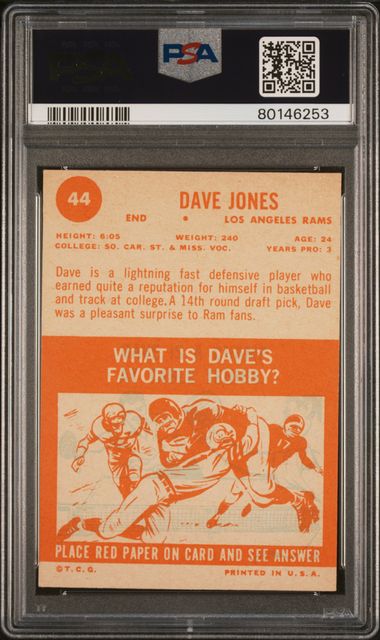 PSA
80146253
44
DAVE JONES
END • LOS ANGELES RAMS
HEIGHT: 6:05 WEIGHT: 240 AGE: 24
COLLEGE: SO. CAR. ST. & MISS. VOC. YEARS PRO: 3
Dave is a lightning fast defensive player who
earned quite a reputation for himself in basketball
and track at college. A 14th round draft pick, Dave
was a pleasant surprise to Ram fans.
WHAT IS DAVE'S
FAVORITE HOBBY?
PLACE RED PAPER ON CARD AND SEE ANSWER
© T. C. G. PRINTED IN U. S. A.